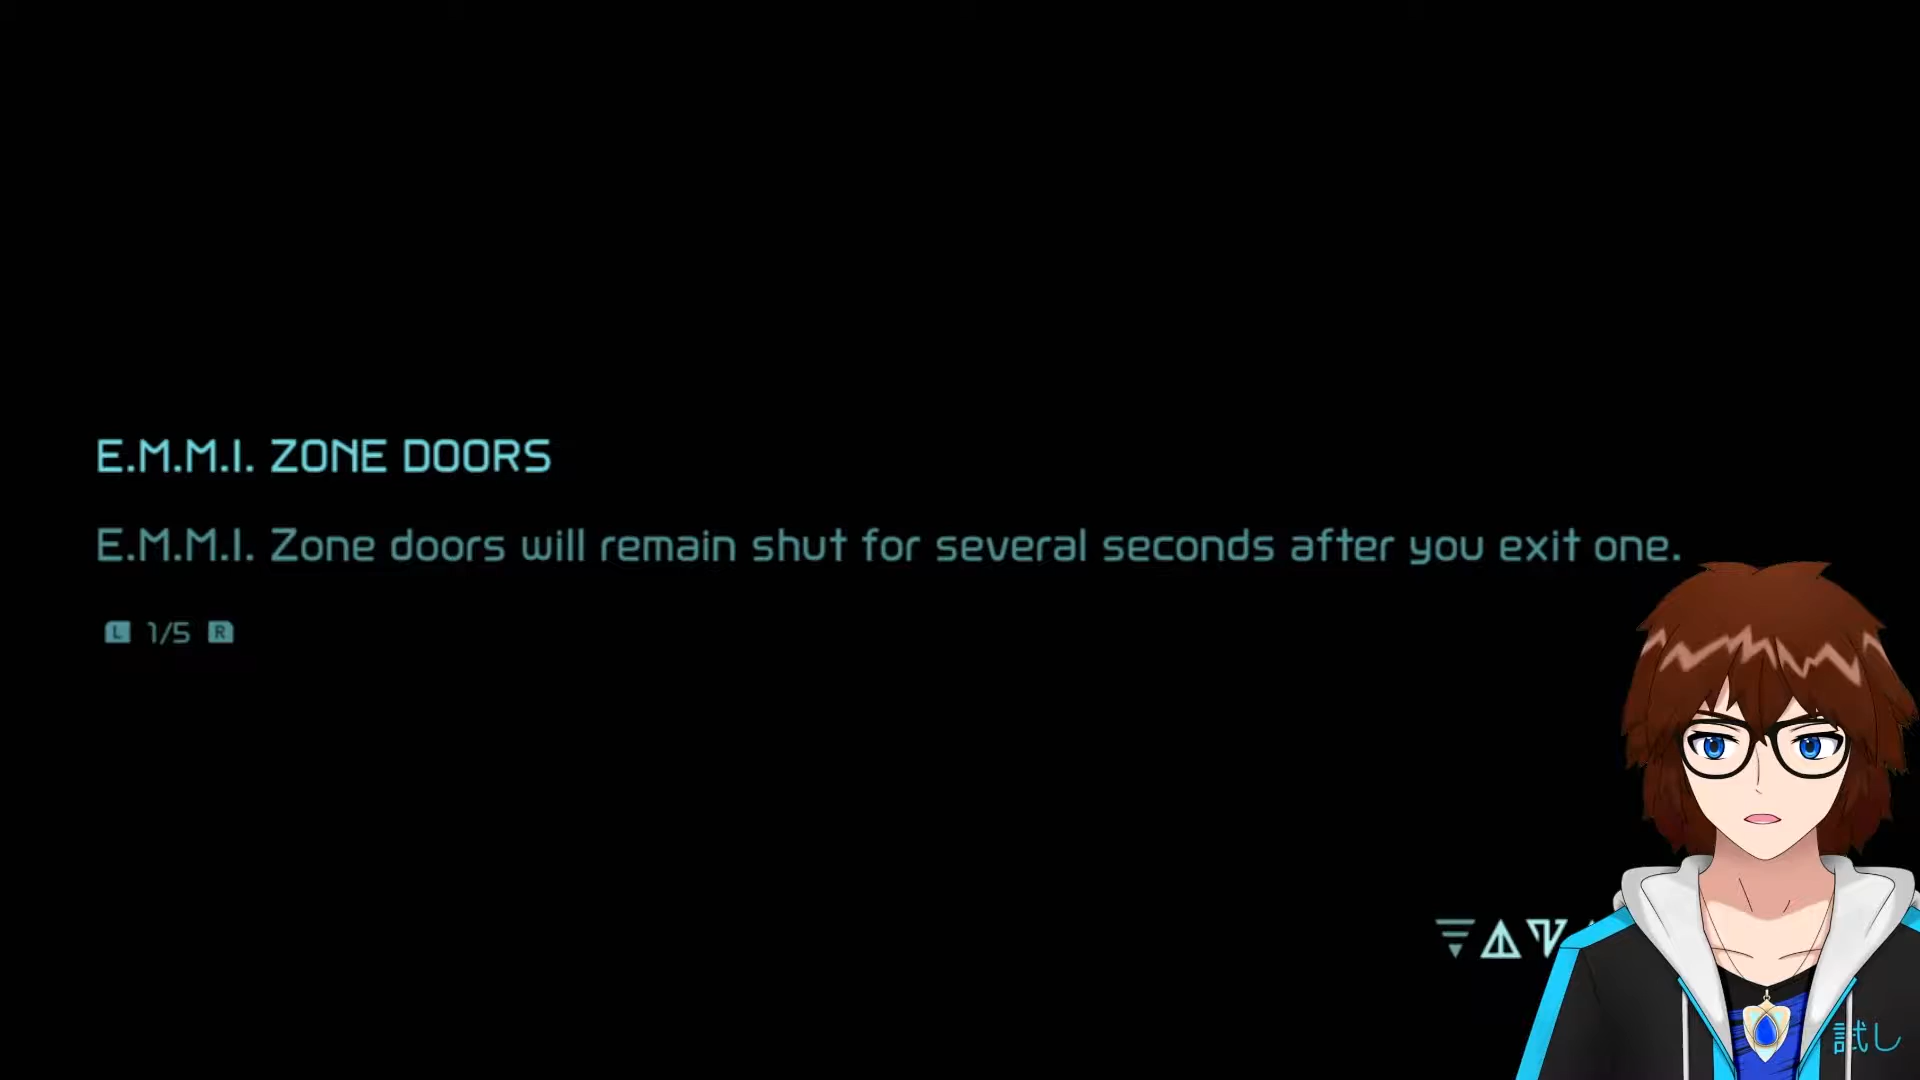 E.M.M.I. ZONE DOORS
E.M.M.I. Zone doors will remain shut for several seconds after you exit one.
L 1/5 R
試し